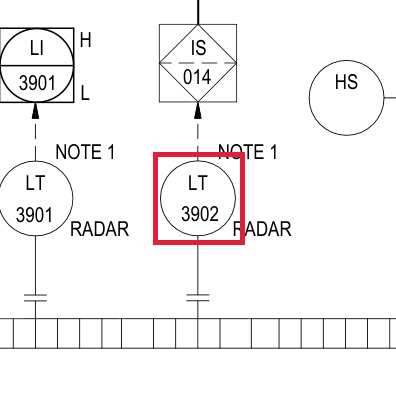 LI
3901
H
L
IS
014
HS
NOTE 1
LT
3901
RADAR
NOTE 1
LT
3902
RADAR